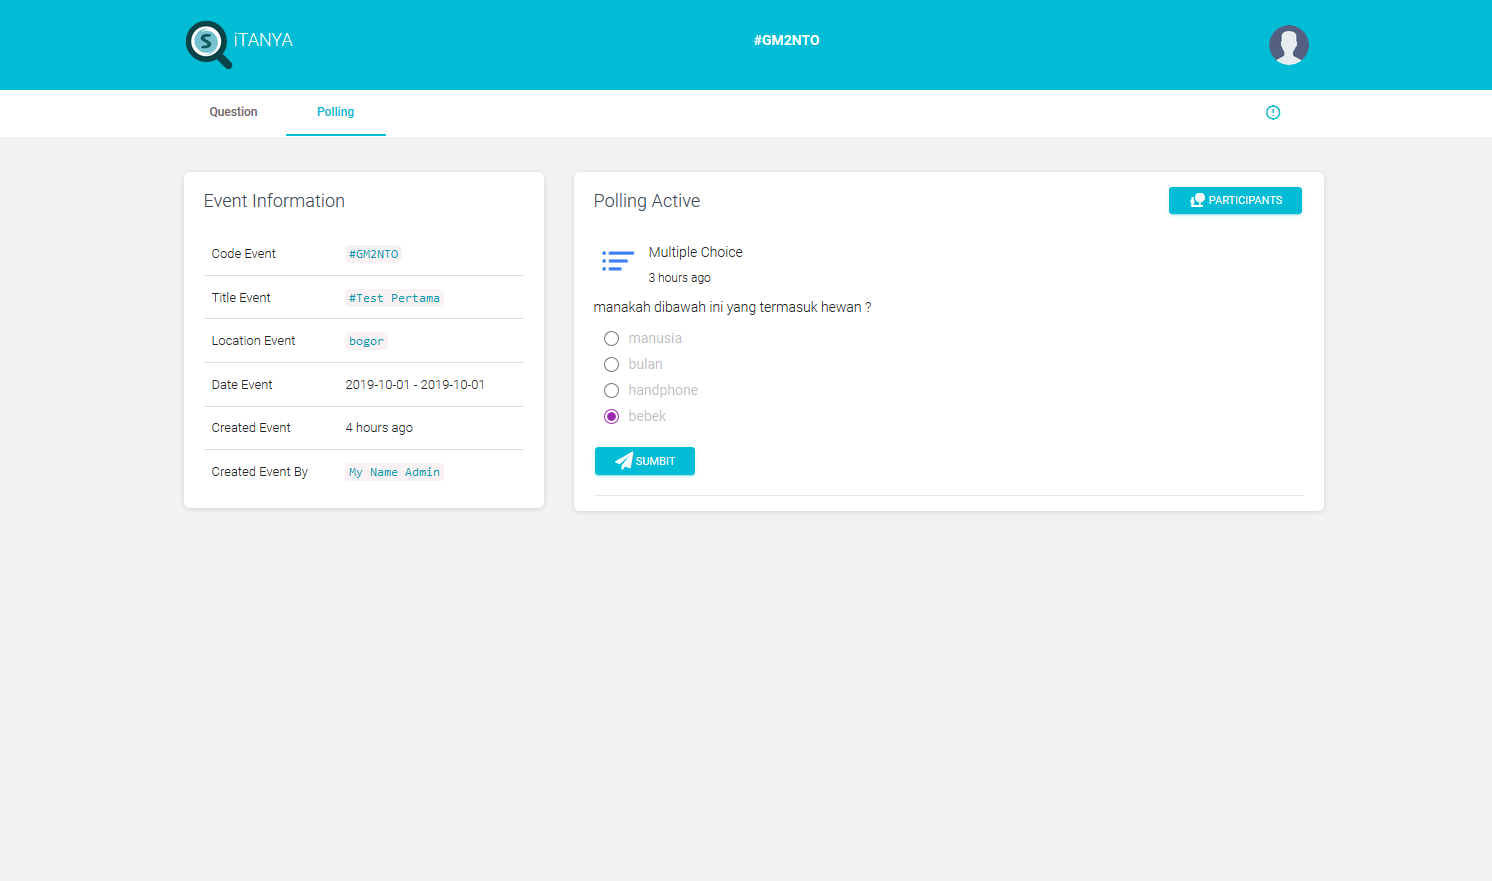 S iTANYA
#GM2NTO
Question
Polling
Event Information
Code Event #GM2NTO
Title Event #Test Pertama
Location Event bogor
Date Event 2019-10-01 - 2019-10-01
Created Event 4 hours ago
Created Event By My Name Admin
Polling Active
PARTICIPANTS
Multiple Choice
3 hours ago
manakah dibawah ini yang termasuk hewan ?
manusia
bulan
handphone
bebek
SUMBIT